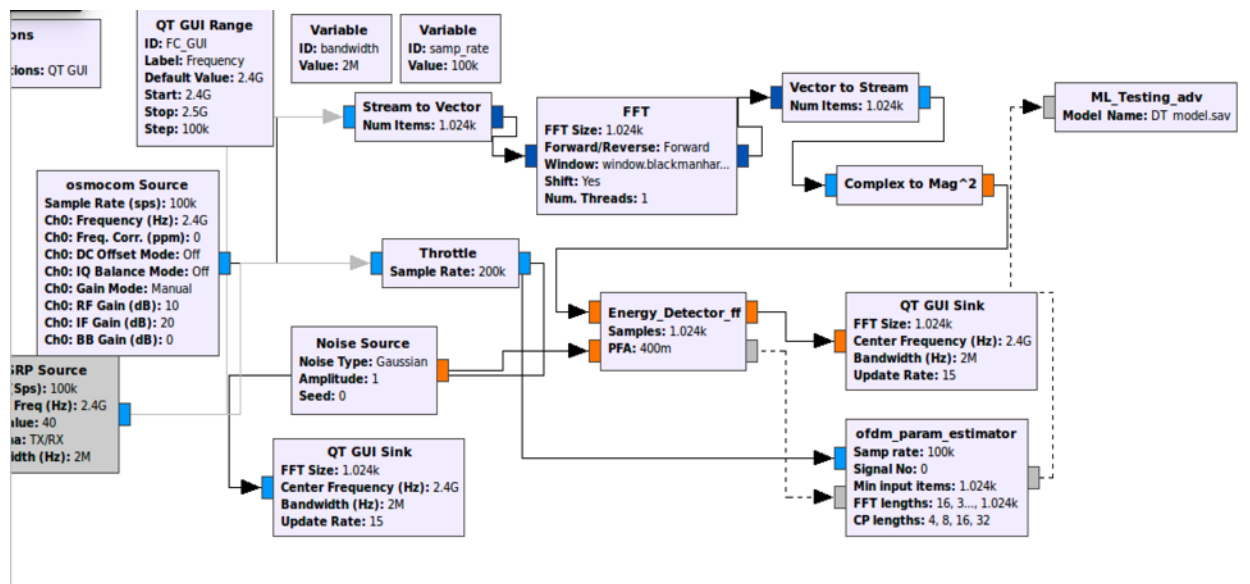 ons
ions: QT GUI
QT GUI Range
ID: FC_GUI
Label: Frequency
Default Value: 2.4G
Start: 2.4G
Stop: 2.5G
Step: 100k
Variable
ID: bandwidth
Value: 2M
Variable
ID: samp_rate
Value: 100k
Stream to Vector
Num Items: 1.024k
FFT
FFT Size: 1.024k
Forward/Reverse: Forward
Window: window.blackmanhar...
Shift: Yes
Num. Threads: 1
Vector to Stream
Num Items: 1.024k
ML_Testing_adv
Model Name: DT model.sav
Complex to Mag^2
osmocom Source
Sample Rate (sps): 100k
Ch0: Frequency (Hz): 2.4G
Ch0: Freq. Corr. (ppm): 0
Ch0: DC Offset Mode: Off
Ch0: IQ Balance Mode: Off
Ch0: Gain Mode: Manual
Ch0: RF Gain (dB): 10
Ch0: IF Gain (dB): 20
Ch0: BB Gain (dB): 0
Throttle
Sample Rate: 200k
Energy_Detector_ff
Samples: 1.024k
PFA: 400m
QT GUI Sink
FFT Size: 1.024k
Center Frequency (Hz): 2.4G
Bandwidth (Hz): 2M
Update Rate: 15
Noise Source
Noise Type: Gaussian
Amplitude: 1
Seed: 0
SRP Source
(Sps): 100k
Freq (Hz): 2.4G
alue: 40
na: TX/RX
width (Hz): 2M
QT GUI Sink
FFT Size: 1.024k
Center Frequency (Hz): 2.4G
Bandwidth (Hz): 2M
Update Rate: 15
ofdm_param_estimator
Samp rate: 100k
Signal No: 0
Min input items: 1.024k
FFT lengths: 16, 3..., 1.024k
CP lengths: 4, 8, 16, 32